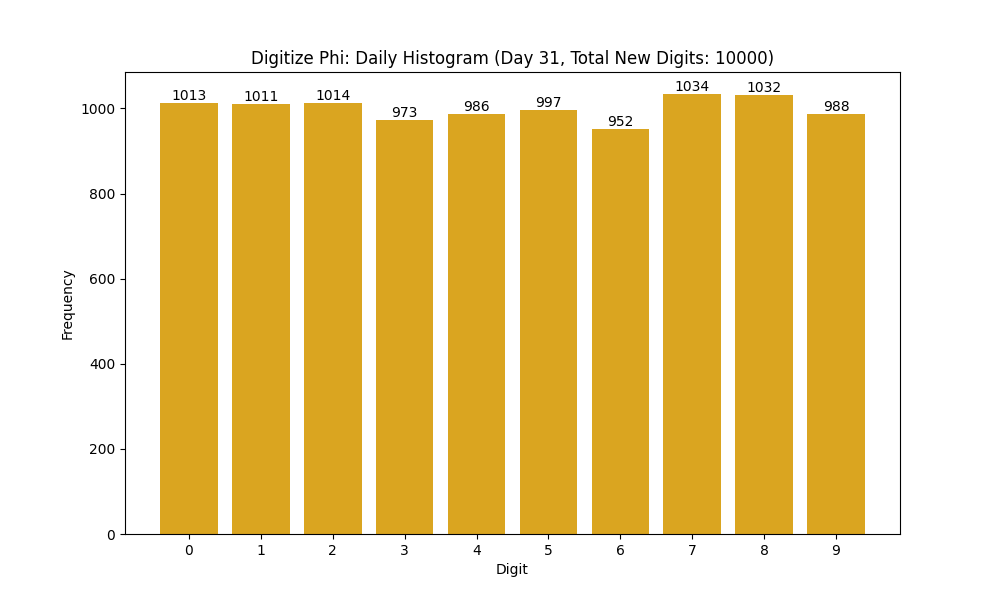 Digitize Phi: Daily Histogram (Day 31, Total New Digits: 10000)
1013 1011 1014 973 986 997 952 1034 1032 988
1000
800
600
400
200
0
Frequency
0 1 2 3 4 5 6 7 8 9
Digit